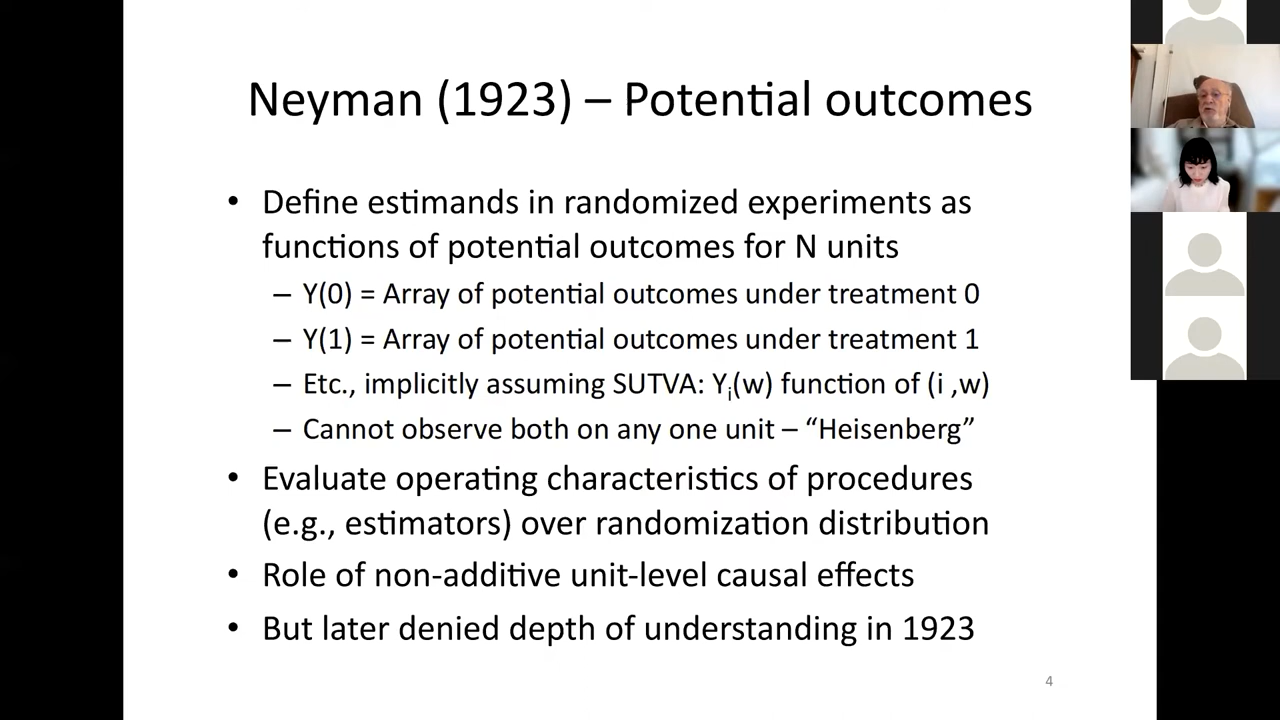 Neyman (1923) – Potential outcomes
• Define estimands in randomized experiments as
functions of potential outcomes for N units
– Y(0) = Array of potential outcomes under treatment 0
– Y(1) = Array of potential outcomes under treatment 1
– Etc., implicitly assuming SUTVA: Yi(w) function of (i ,w)
– Cannot observe both on any one unit – “Heisenberg”
• Evaluate operating characteristics of procedures
(e.g., estimators) over randomization distribution
• Role of non-additive unit-level causal effects
• But later denied depth of understanding in 1923
4